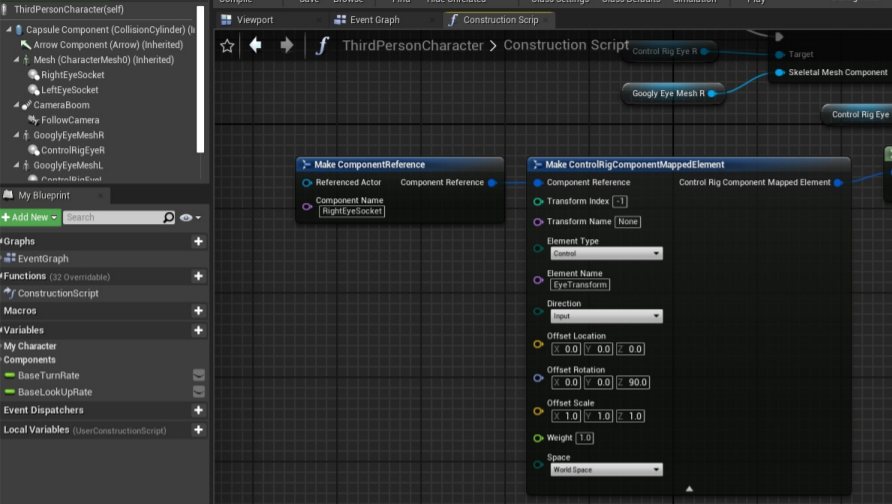 ThirdPersonCharacter(self)
Capsule Component (CollisionCylinder) (I
Arrow Component (Arrow) (Inherited)
Mesh (CharacterMesh0) (Inherited)
RightEyeSocket
LeftEyeSocket
CameraBoom
FollowCamera
GooglyEyeMeshR
ControlRigEyeR
GooglyEyeMeshL
ControlRigEyeL
My Blueprint
Add New
Search
Graphs
EventGraph
Functions (32 Overridable)
ConstructionScript
Macros
Variables
My Character
Components
BaseTurnRate
BaseLookUpRate
Event Dispatchers
Local Variables (UserConstructionScript)
Compile Save Browse Find Hide Unrelated Class Settings Class Defaults Simulation Play
Viewport
Event Graph
Construction Scrip
ThirdPersonCharacter > Construction Script
Control Rig Eye R
Target
Skeletal Mesh Component
Googly Eye Mesh R
Control Rig Eye
Make ComponentReference
Referenced Actor
Component Reference
Component Name
RightEyeSocket
Make ControlRigComponentMappedElement
Component Reference
Control Rig Component Mapped Element
Transform Index -1
Transform Name None
Element Type
Control
Element Name
EyeTransform
Direction
Input
Offset Location
X 0.0 Y 0.0 Z 0.0
Offset Rotation
X 0.0 Y 0.0 Z 90.0
Offset Scale
X 1.0 Y 1.0 Z 1.0
Weight 1.0
Space
World Space